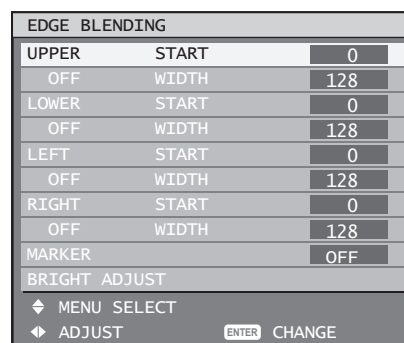 EDGE BLENDING
UPPER START 0
OFF WIDTH 128
LOWER START 0
OFF WIDTH 128
LEFT START 0
OFF WIDTH 128
RIGHT START 0
OFF WIDTH 128
MARKER OFF
BRIGHT ADJUST
MENU SELECT
ADJUST ENTER CHANGE